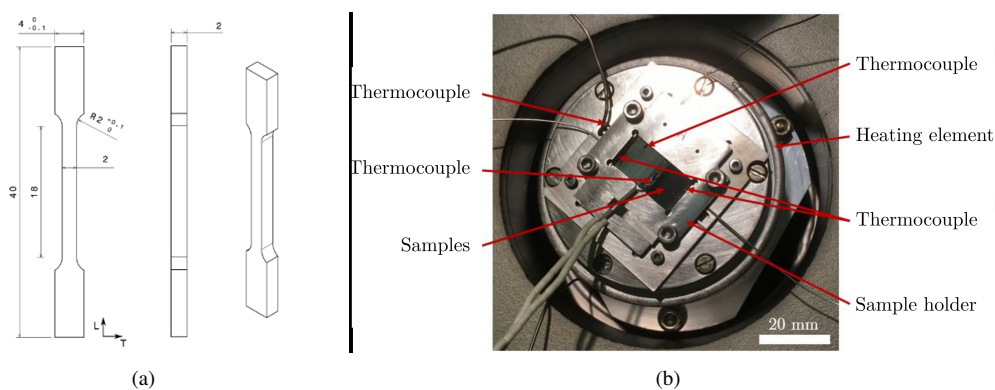 4 0 -0.1
2
R2 +0.1 0
2
40
18
L
T
(a)
Thermocouple
Thermocouple
Samples
Thermocouple
Heating element
Thermocouple
Sample holder
20 mm
(b)